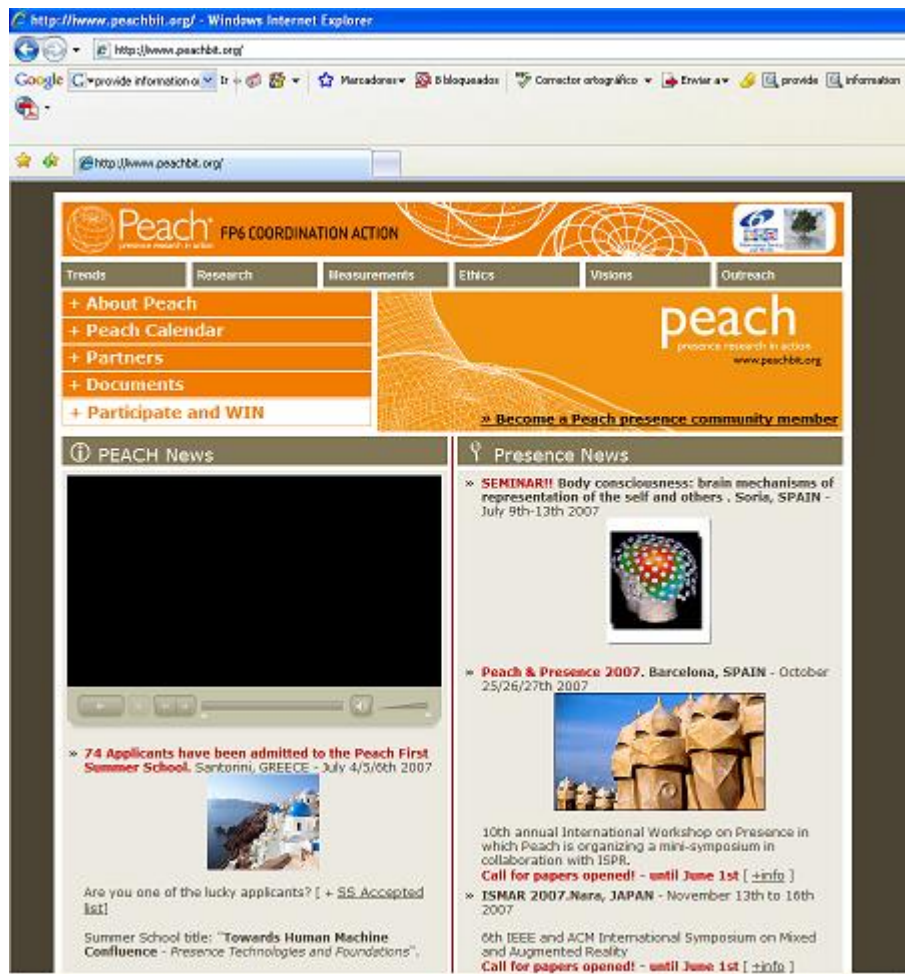 http://www.peachbit.org/ - Windows Internet Explorer
http://www.peachbit.org/
Google provide information o Ir Marcadores bloqueados Corrector ortográfico Enviar a provide information
http://www.peachbit.org/
Peach FP6 COORDINATION ACTION
presence research in action
Trends Research Measurements Ethics Visions Outreach
+ About Peach
+ Peach Calendar
+ Partners
+ Documents
+ Participate and WIN
peach
presence research in action
www.peachbit.org
» Become a Peach presence community member
PEACH News
» 74 Applicants have been admitted to the Peach First
Summer School. Santorini, GREECE - July 4/5/6th 2007
Are you one of the lucky applicants? [ + SS Accepted
list]
Summer School title: "Towards Human Machine
Confluence - Presence Technologies and Foundations".
Presence News
» SEMINAR!! Body consciousness: brain mechanisms of
representation of the self and others . Soria, SPAIN -
July 9th-13th 2007
» Peach & Presence 2007. Barcelona, SPAIN - October
25/26/27th 2007
10th annual International Workshop on Presence in
which Peach is organizing a mini-symposium in
collaboration with ISPR.
Call for papers opened! - until June 1st [ +info ]
» ISMAR 2007.Nara, JAPAN - November 13th to 16th
2007
6th IEEE and ACM International Symposium on Mixed
and Augmented Reality
Call for papers opened! - until June 1st [ +info ]